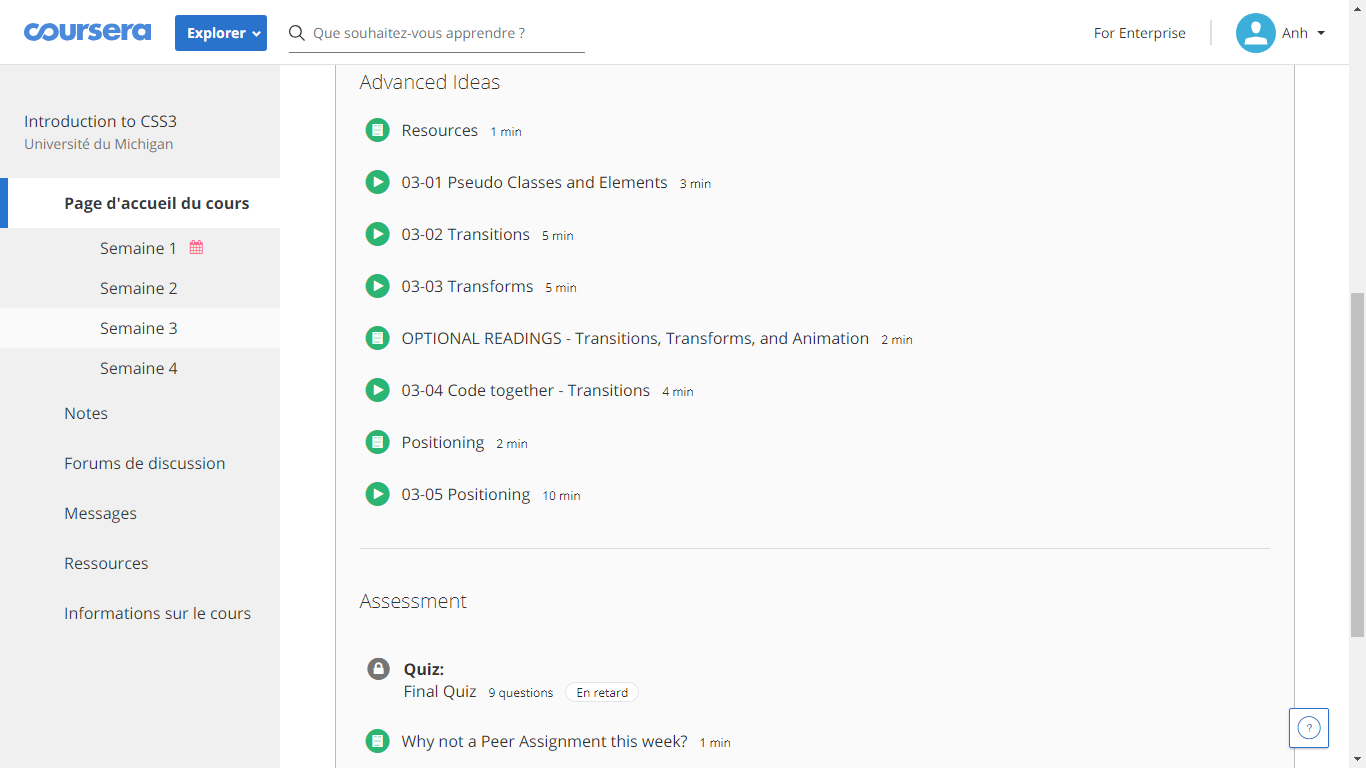 coursera
Explorer
Que souhaitez-vous apprendre ?
For Enterprise
Anh
Introduction to CSS3
Université du Michigan
Page d'accueil du cours
Semaine 1
Semaine 2
Semaine 3
Semaine 4
Notes
Forums de discussion
Messages
Ressources
Informations sur le cours
Advanced Ideas
Resources 1 min
03-01 Pseudo Classes and Elements 3 min
03-02 Transitions 5 min
03-03 Transforms 5 min
OPTIONAL READINGS - Transitions, Transforms, and Animation 2 min
03-04 Code together - Transitions 4 min
Positioning 2 min
03-05 Positioning 10 min
Assessment
Quiz:
Final Quiz 9 questions En retard
Why not a Peer Assignment this week? 1 min
?